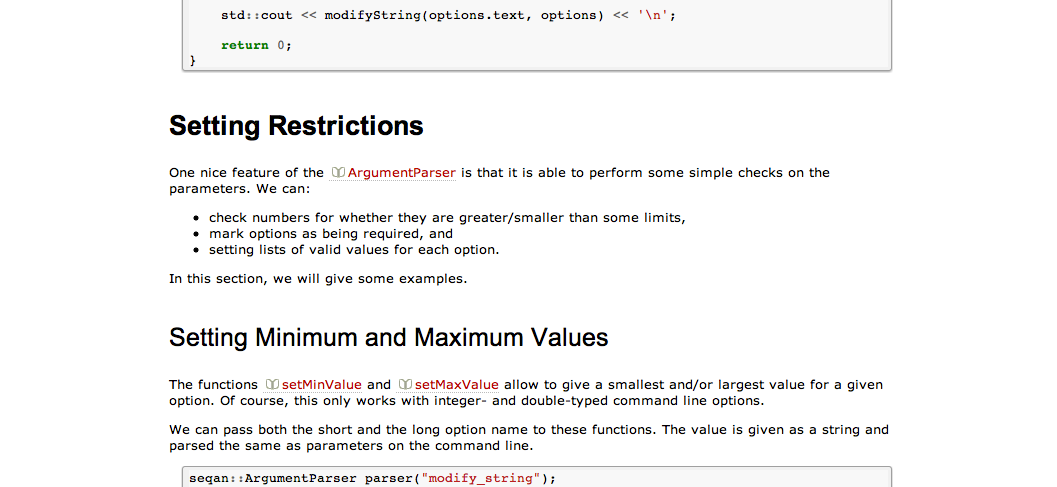 std::cout << modifyString(options.text, options) << '\n';
return 0;
}
Setting Restrictions
One nice feature of the ArgumentParser is that it is able to perform some simple checks on the
parameters. We can:
• check numbers for whether they are greater/smaller than some limits,
• mark options as being required, and
• setting lists of valid values for each option.
In this section, we will give some examples.
Setting Minimum and Maximum Values
The functions setMinValue and setMaxValue allow to give a smallest and/or largest value for a given
option. Of course, this only works with integer- and double-typed command line options.
We can pass both the short and the long option name to these functions. The value is given as a string and
parsed the same as parameters on the command line.
seqan::ArgumentParser parser("modify_string");